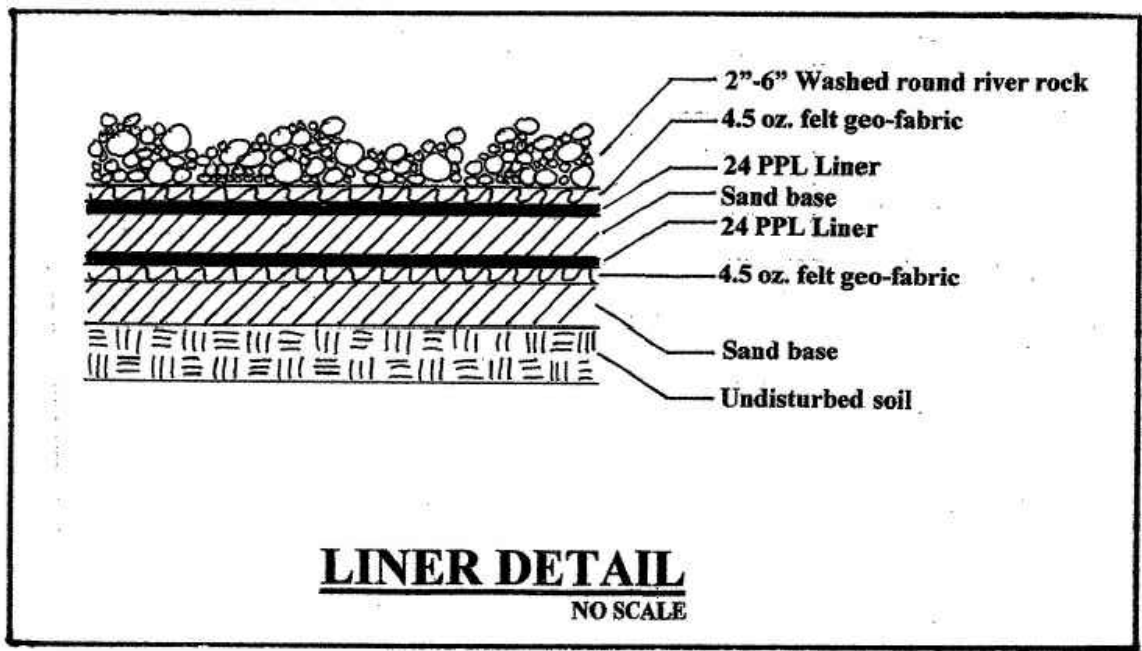 2”-6” Washed round river rock
4.5 oz. felt geo-fabric
24 PPL Liner
Sand base
24 PPL Liner
4.5 oz. felt geo-fabric
Sand base
Undisturbed soil
LINER DETAIL
NO SCALE